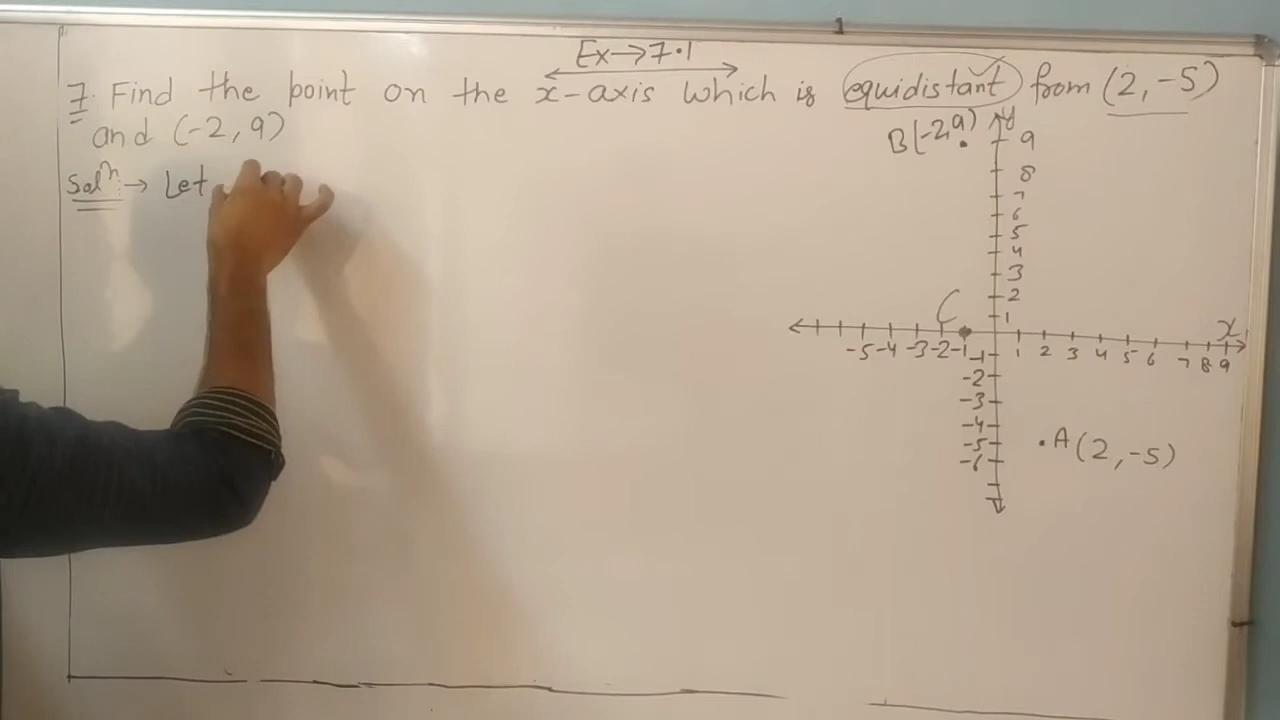 Ex→7.1
7. Find the point on the x-axis which is equidistant from (2, -5)
and (-2, 9)
Solⁿ: → Let
B(-2, 9)
y
9
8
7
6
5
4
3
2
1
C
x
-5 -4 -3 -2 -1 1 2 3 4 5 6 7 8 9
-1
-2
-3
-4
-5
-6
A(2, -5)